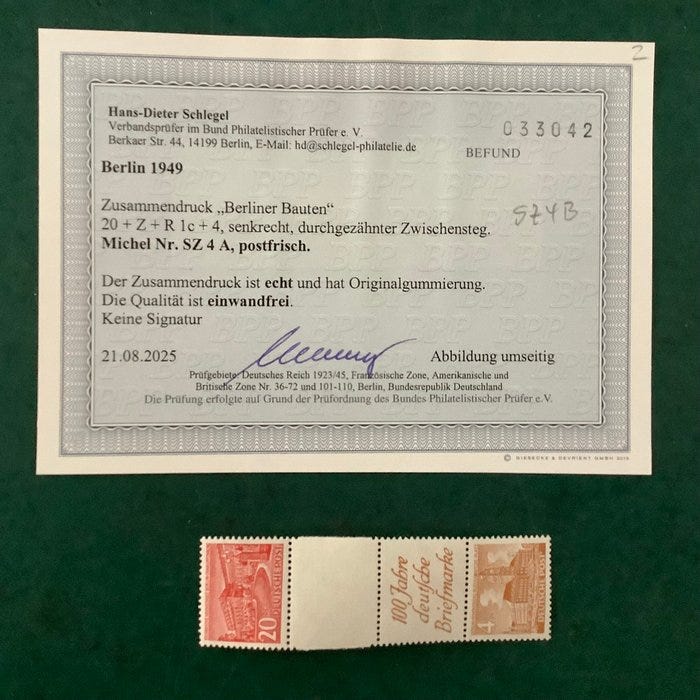 2
Hans-Dieter Schlegel
Verbandsprüfer im Bund Philatelistischer Prüfer e. V.
Berkaer Str. 44, 14199 Berlin, E-Mail: hd@schlegel-philatelie.de
033042
BEFUND
Berlin 1949
Zusammendruck „Berliner Bauten“
20 + Z + R 1c + 4, senkrecht, durchgezähnter Zwischensteg.
SZ4B
Michel Nr. SZ 4 A, postfrisch.
Der Zusammendruck ist echt und hat Originalgummierung.
Die Qualität ist einwandfrei.
Keine Signatur
21.08.2025
Abbildung umseitig
Prüfgebiete: Deutsches Reich 1923/45, Französische Zone, Amerikanische und
Britische Zone Nr. 36-72 und 101-110, Berlin, Bundesrepublik Deutschland
Die Prüfung erfolgte auf Grund der Prüfordnung des Bundes Philatelistischer Prüfer e.V.
© GIESECKE & DEVRIENT GMBH 2015
20
DEUTSCHE POST
100 Jahre
deutsche
Briefmarke
4
DEUTSCHE POST